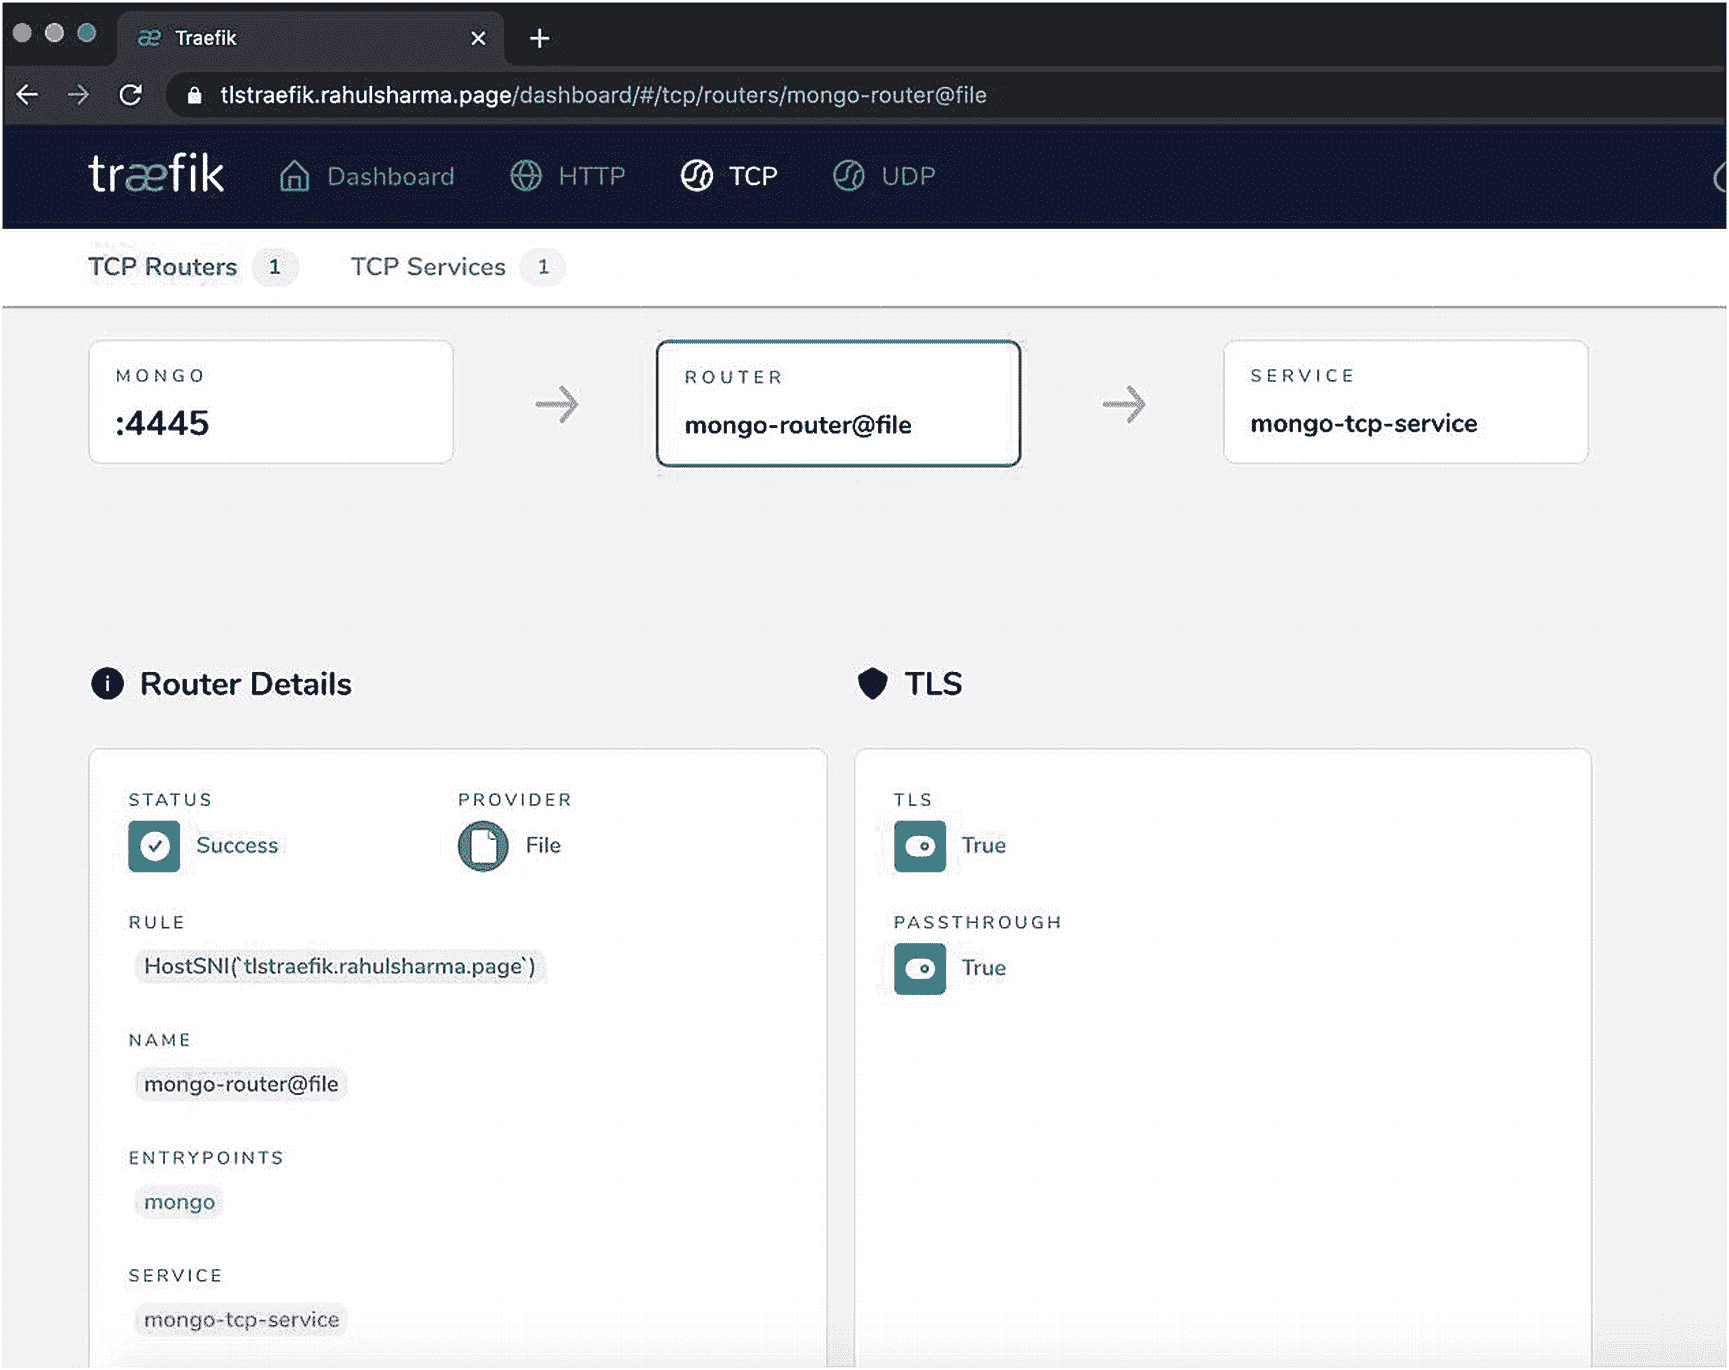 Traefik
tlstraefik.rahulsharma.page/dashboard/#/tcp/routers/mongo-router@file
træfik Dashboard HTTP TCP UDP
TCP Routers 1 TCP Services 1
MONGO
:4445
ROUTER
mongo-router@file
SERVICE
mongo-tcp-service
Router Details
STATUS PROVIDER
Success File
RULE
HostSNI(`tlstraefik.rahulsharma.page`)
NAME
mongo-router@file
ENTRYPOINTS
mongo
SERVICE
mongo-tcp-service
TLS
TLS
True
PASSTHROUGH
True